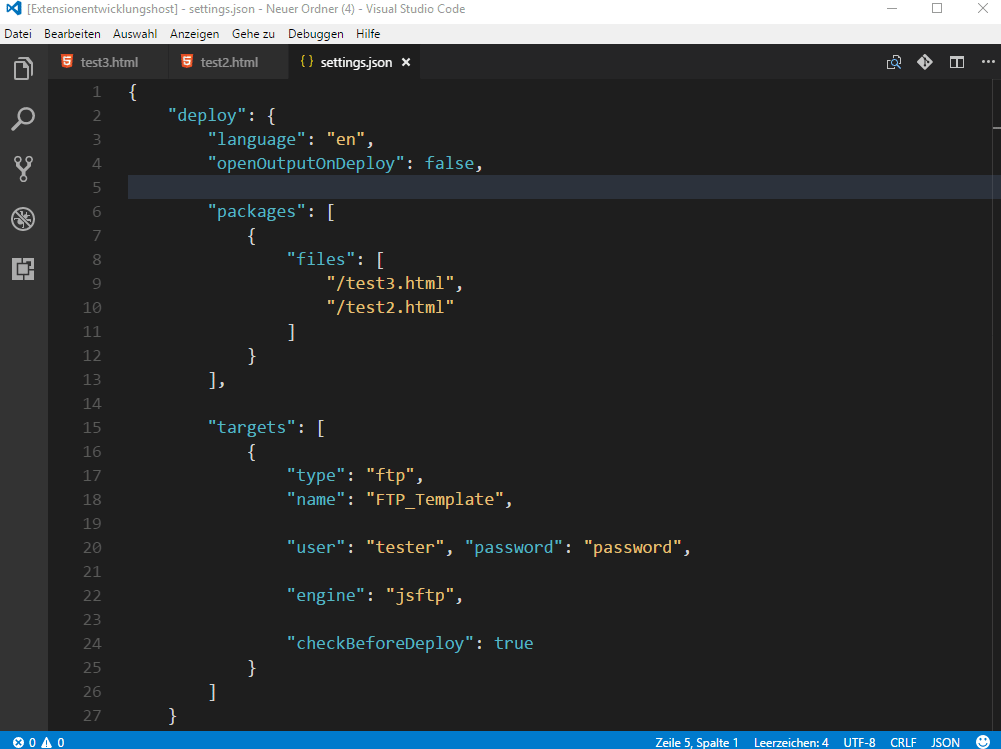 [Extensionentwicklungshost] - settings.json - Neuer Ordner (4) - Visual Studio Code
Datei Bearbeiten Auswahl Anzeigen Gehe zu Debuggen Hilfe
test3.html test2.html { } settings.json
1 {
2 "deploy": {
3 "language": "en",
4 "openOutputOnDeploy": false,
5
6 "packages": [
7 {
8 "files": [
9 "/test3.html",
10 "/test2.html"
11 ]
12 }
13 ],
14
15 "targets": [
16 {
17 "type": "ftp",
18 "name": "FTP_Template",
19
20 "user": "tester", "password": "password",
21
22 "engine": "jsftp",
23
24 "checkBeforeDeploy": true
25 }
26 ]
27 }
0 0 Zeile 5, Spalte 1 Leerzeichen: 4 UTF-8 CRLF JSON